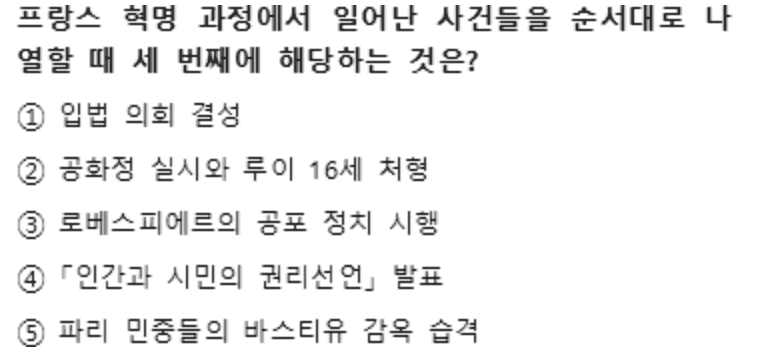 프랑스 혁명 과정에서 일어난 사건들을 순서대로 나
열할 때 세 번째에 해당하는 것은?
① 입법 의회 결성
② 공화정 실시와 루이 16세 처형
③ 로베스피에르의 공포 정치 시행
④ 「인간과 시민의 권리선언」 발표
⑤ 파리 민중들의 바스티유 감옥 습격